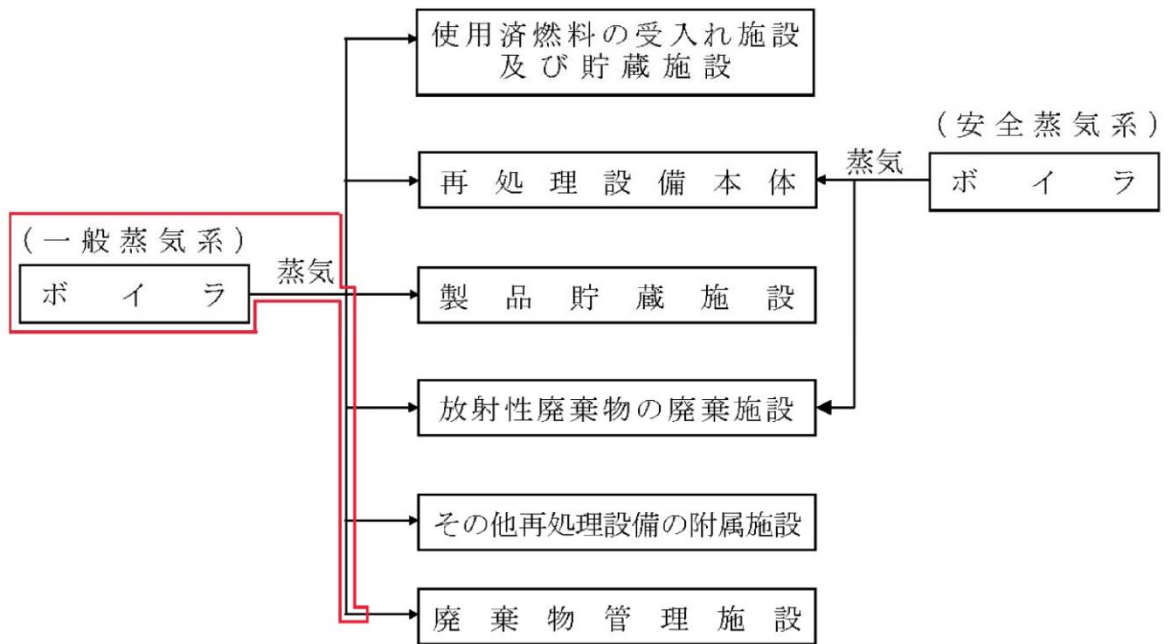 使用済燃料の受入れ施設
及び貯蔵施設
(安全蒸気系)
蒸気
再処理設備本体
ボイラ
(一般蒸気系)
蒸気
ボイラ
製品貯蔵施設
放射性廃棄物の廃棄施設
その他再処理設備の附属施設
廃棄物管理施設